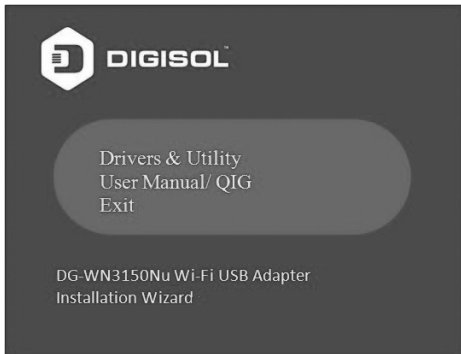 DIGISOL™
Drivers & Utility
User Manual/ QIG
Exit
DG-WN3150Nu Wi-Fi USB Adapter
Installation Wizard